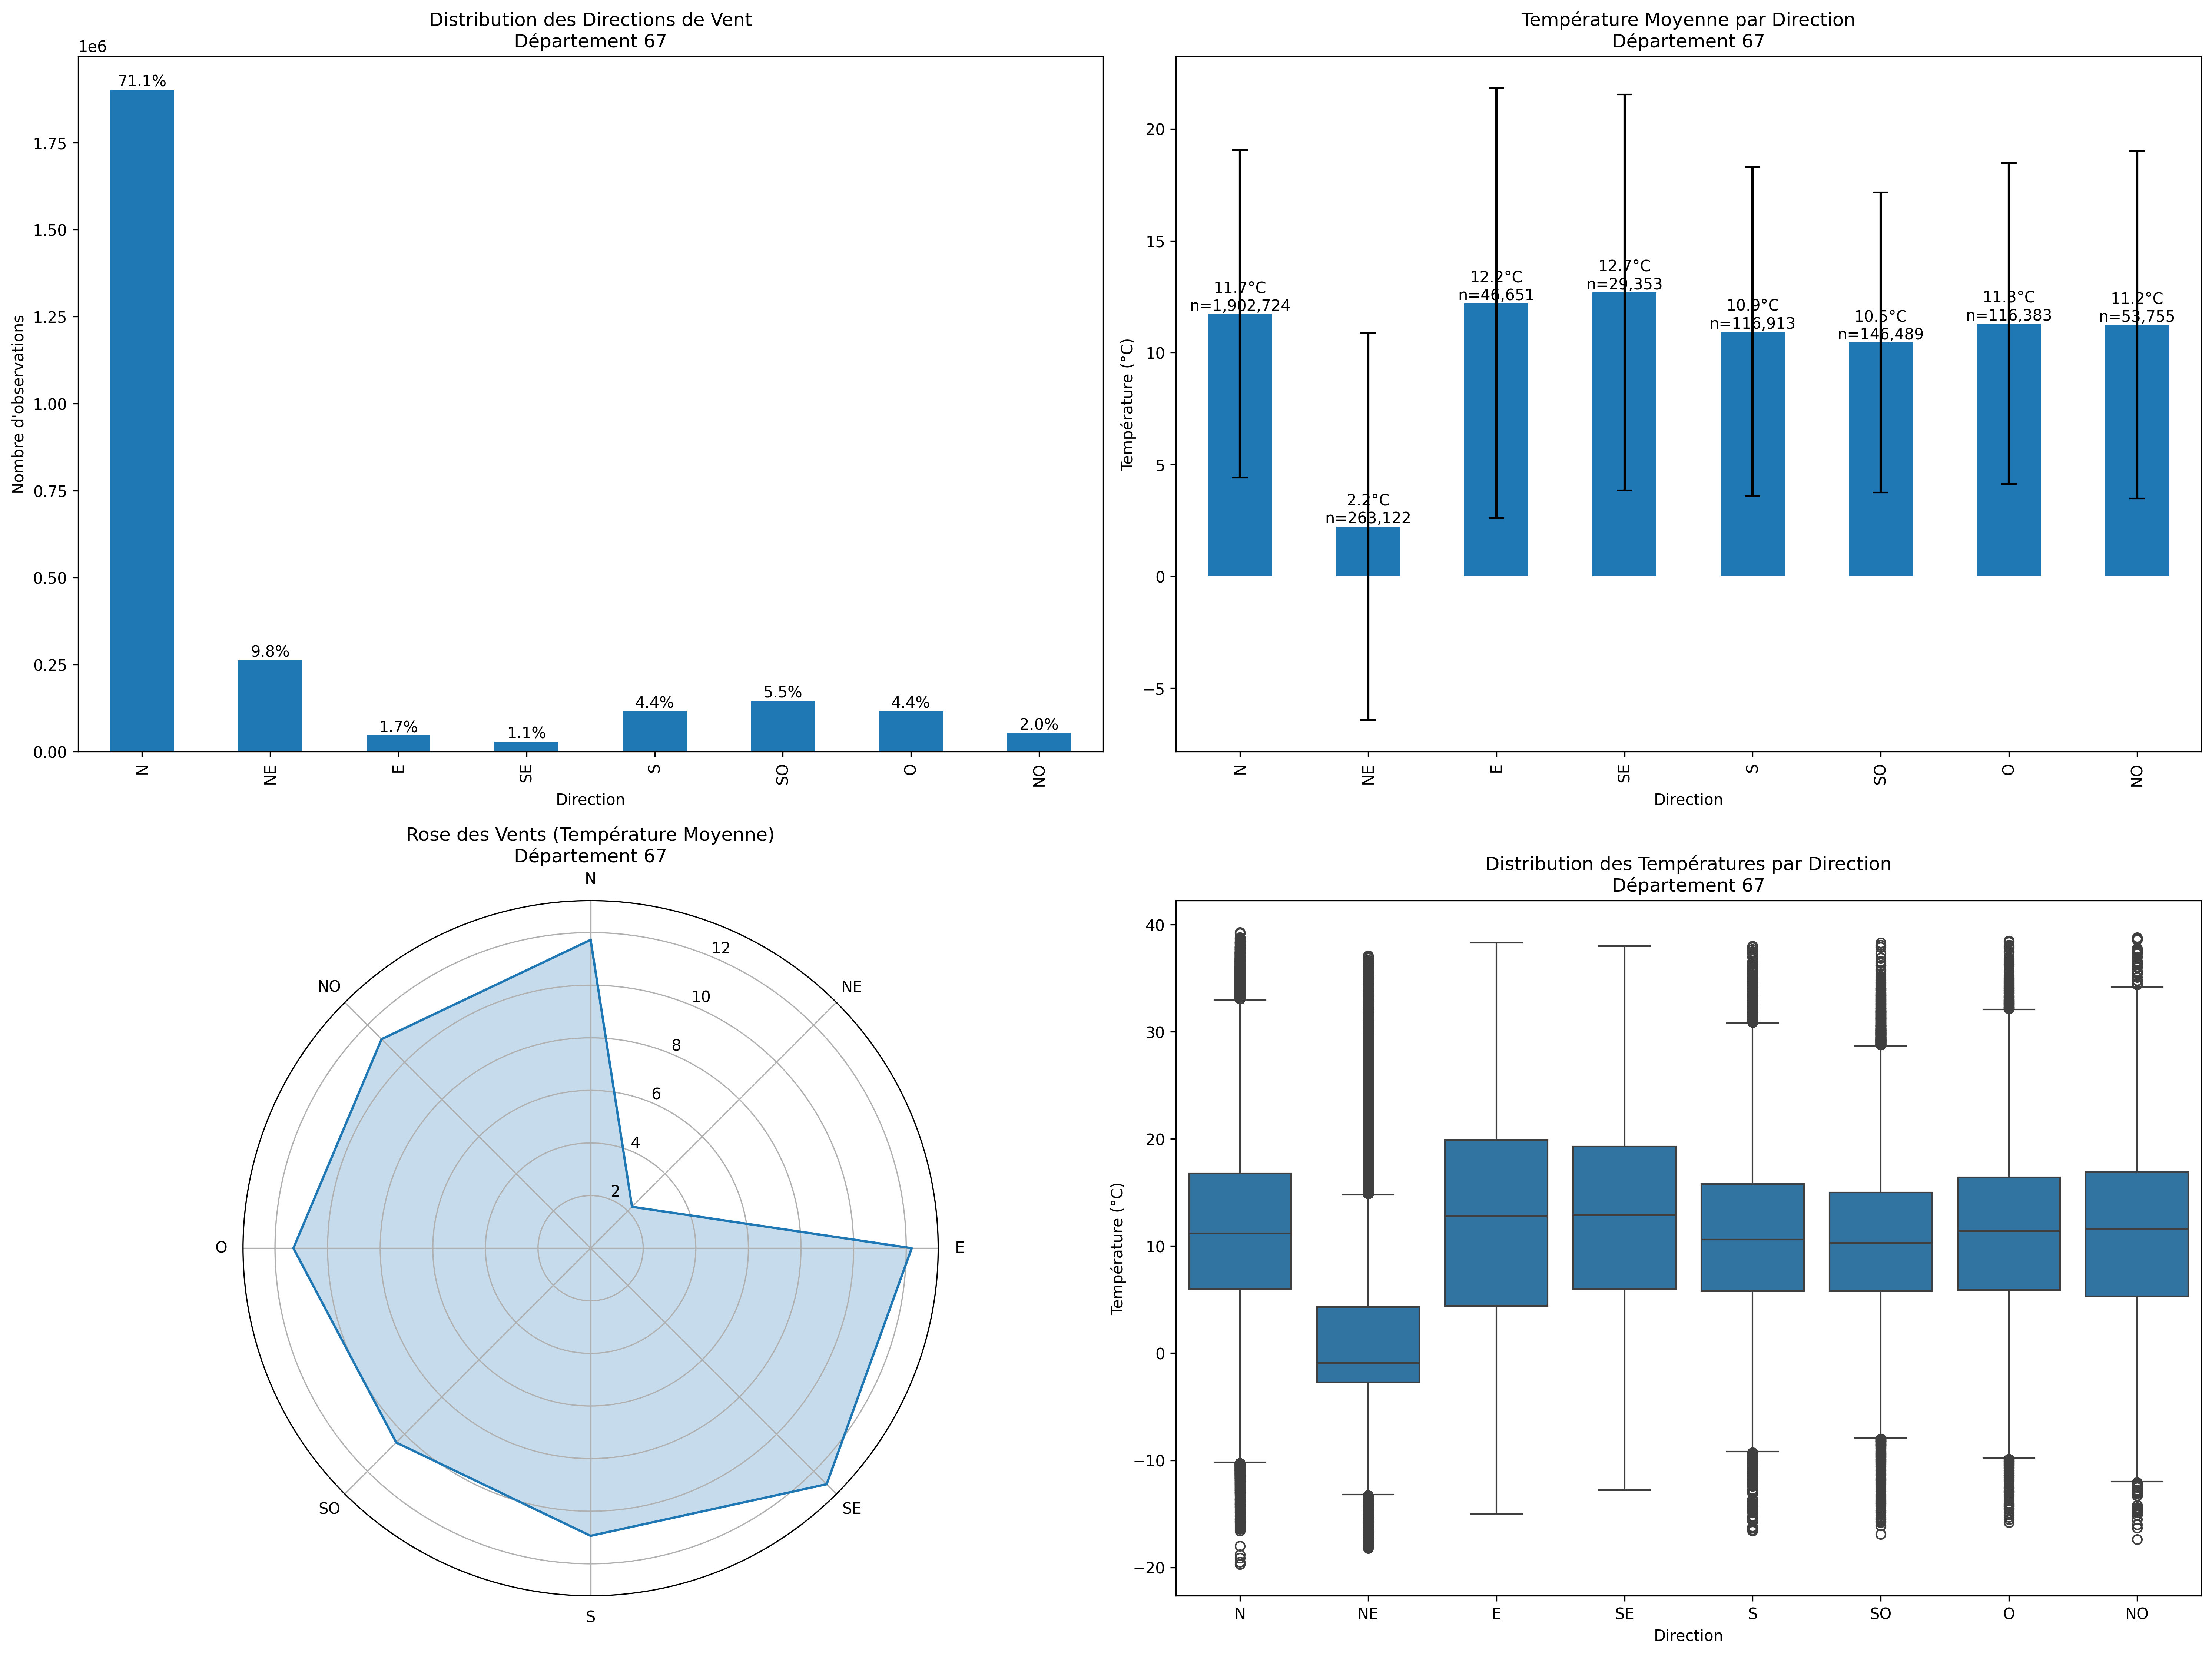 Distribution des Directions de Vent
Département 67
1e6
71.1%
1.75
1.50
1.25
1.00
0.75
0.50
0.25
0.00
9.8%
1.7%
1.1%
4.4%
5.5%
4.4%
2.0%
Nombre d'observations
N
NE
E
SE
S
SO
O
NO
Direction
Température Moyenne par Direction
Département 67
20
15
10
5
0
−5
Température (°C)
11.7°C
n=1,902,724
2.2°C
n=263,122
12.2°C
n=46,651
12.7°C
n=29,353
10.9°C
n=116,913
10.5°C
n=146,489
11.3°C
n=116,383
11.2°C
n=53,755
N
NE
E
SE
S
SO
O
NO
Direction
Rose des Vents (Température Moyenne)
Département 67
N
NO
NE
12
10
8
6
4
2
O
E
SO
SE
S
Distribution des Températures par Direction
Département 67
40
30
20
10
0
−10
−20
Température (°C)
N
NE
E
SE
S
SO
O
NO
Direction